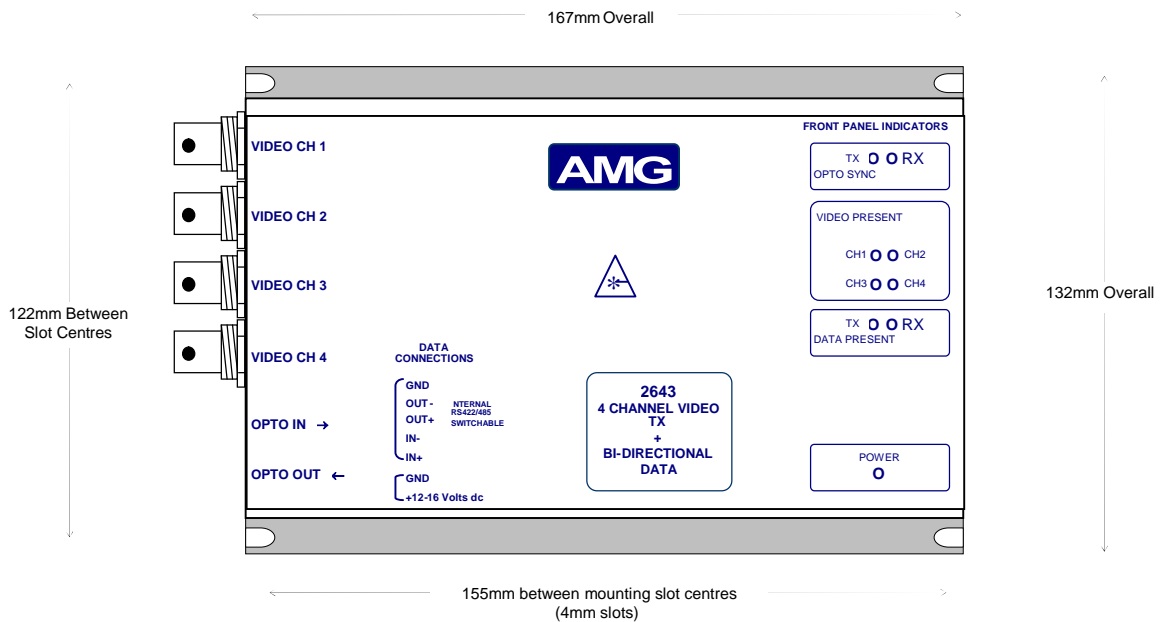 167mm Overall
FRONT PANEL INDICATORS
VIDEO CH 1
AMG
TX O O RX
OPTO SYNC
VIDEO CH 2
VIDEO PRESENT
CH1 O O CH2
VIDEO CH 3
CH3 O O CH4
122mm Between
Slot Centres
132mm Overall
TX O O RX
DATA PRESENT
VIDEO CH 4
DATA
CONNECTIONS
GND
OUT -
OUT+
IN-
IN+
NTERNAL
RS422/485
SWITCHABLE
GND
+12-16 Volts dc
OPTO IN →
OPTO OUT ←
2643
4 CHANNEL VIDEO
TX
+
BI-DIRECTIONAL
DATA
POWER
O
155mm between mounting slot centres
(4mm slots)